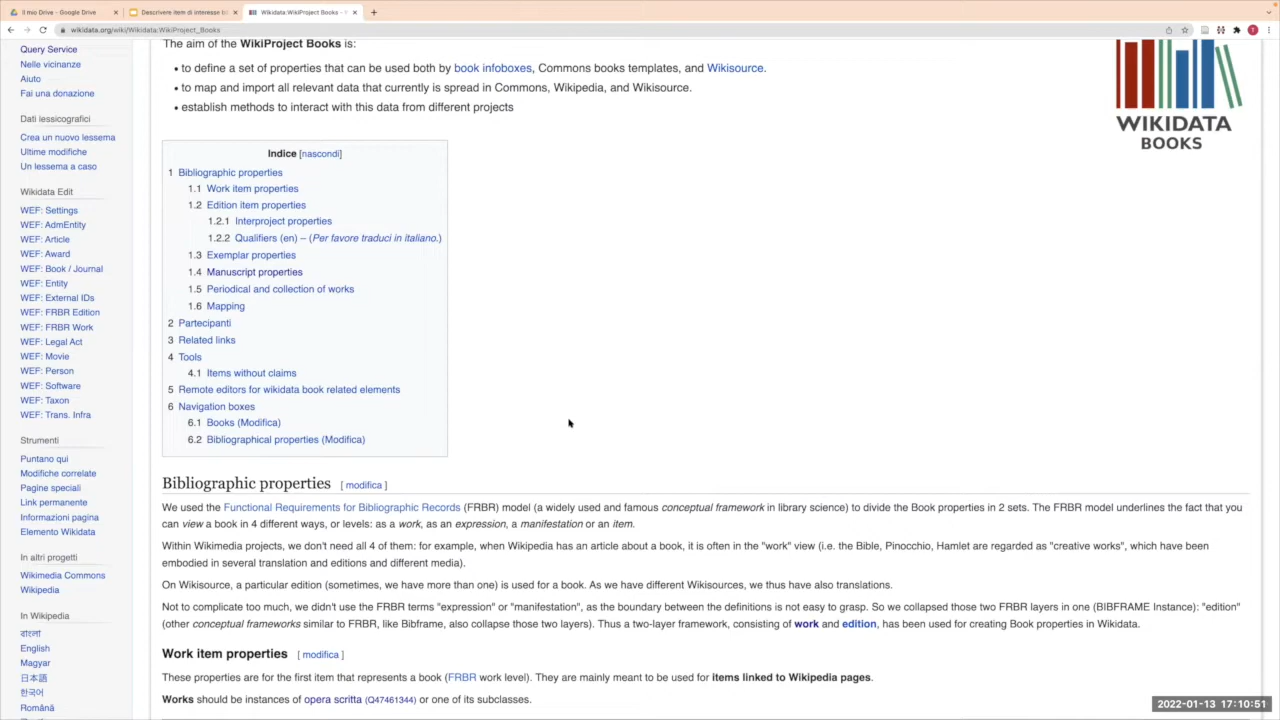 Il mio Drive - Google Drive
Descrivere item di interesse bi
Wikidata:WikiProject Books -
wikidata.org/wiki/Wikidata:WikiProject_Books
Query Service
Nelle vicinanze
Aiuto
Fai una donazione
Dati lessicografici
Crea un nuovo lessema
Ultime modifiche
Un lessema a caso
Wikidata Edit
WEF: Settings
WEF: AdmEntity
WEF: Article
WEF: Award
WEF: Book / Journal
WEF: Entity
WEF: External IDs
WEF: FRBR Edition
WEF: FRBR Work
WEF: Legal Act
WEF: Movie
WEF: Person
WEF: Software
WEF: Taxon
WEF: Trans. Infra
Strumenti
Puntano qui
Modifiche correlate
Pagine speciali
Link permanente
Informazioni pagina
Elemento Wikidata
In altri progetti
Wikimedia Commons
Wikipedia
In Wikipedia
বাংলা
English
Magyar
日本語
한국어
Română
The aim of the WikiProject Books is:
• to define a set of properties that can be used both by book infoboxes, Commons books templates, and Wikisource.
• to map and import all relevant data that currently is spread in Commons, Wikipedia, and Wikisource.
• establish methods to interact with this data from different projects
WIKIDATA
BOOKS
Indice [nascondi]
1 Bibliographic properties
1.1 Work item properties
1.2 Edition item properties
1.2.1 Interproject properties
1.2.2 Qualifiers (en) – (Per favore traduci in italiano.)
1.3 Exemplar properties
1.4 Manuscript properties
1.5 Periodical and collection of works
1.6 Mapping
2 Partecipanti
3 Related links
4 Tools
4.1 Items without claims
5 Remote editors for wikidata book related elements
6 Navigation boxes
6.1 Books (Modifica)
6.2 Bibliographical properties (Modifica)
Bibliographic properties [ modifica ]
We used the Functional Requirements for Bibliographic Records (FRBR) model (a widely used and famous conceptual framework in library science) to divide the Book properties in 2 sets. The FRBR model underlines the fact that you
can view a book in 4 different ways, or levels: as a work, as an expression, a manifestation or an item.
Within Wikimedia projects, we don't need all 4 of them: for example, when Wikipedia has an article about a book, it is often in the "work" view (i.e. the Bible, Pinocchio, Hamlet are regarded as "creative works", which have been
embodied in several translation and editions and different media).
On Wikisource, a particular edition (sometimes, we have more than one) is used for a book. As we have different Wikisources, we thus have also translations.
Not to complicate too much, we didn't use the FRBR terms "expression" or "manifestation", as the boundary between the definitions is not easy to grasp. So we collapsed those two FRBR layers in one (BIBFRAME Instance): "edition"
(other conceptual frameworks similar to FRBR, like Bibframe, also collapse those two layers). Thus a two-layer framework, consisting of work and edition, has been used for creating Book properties in Wikidata.
Work item properties [ modifica ]
These properties are for the first item that represents a book (FRBR work level). They are mainly meant to be used for items linked to Wikipedia pages.
Works should be instances of opera scritta (Q47461344) or one of its subclasses.
2022-01-13 17:10:51